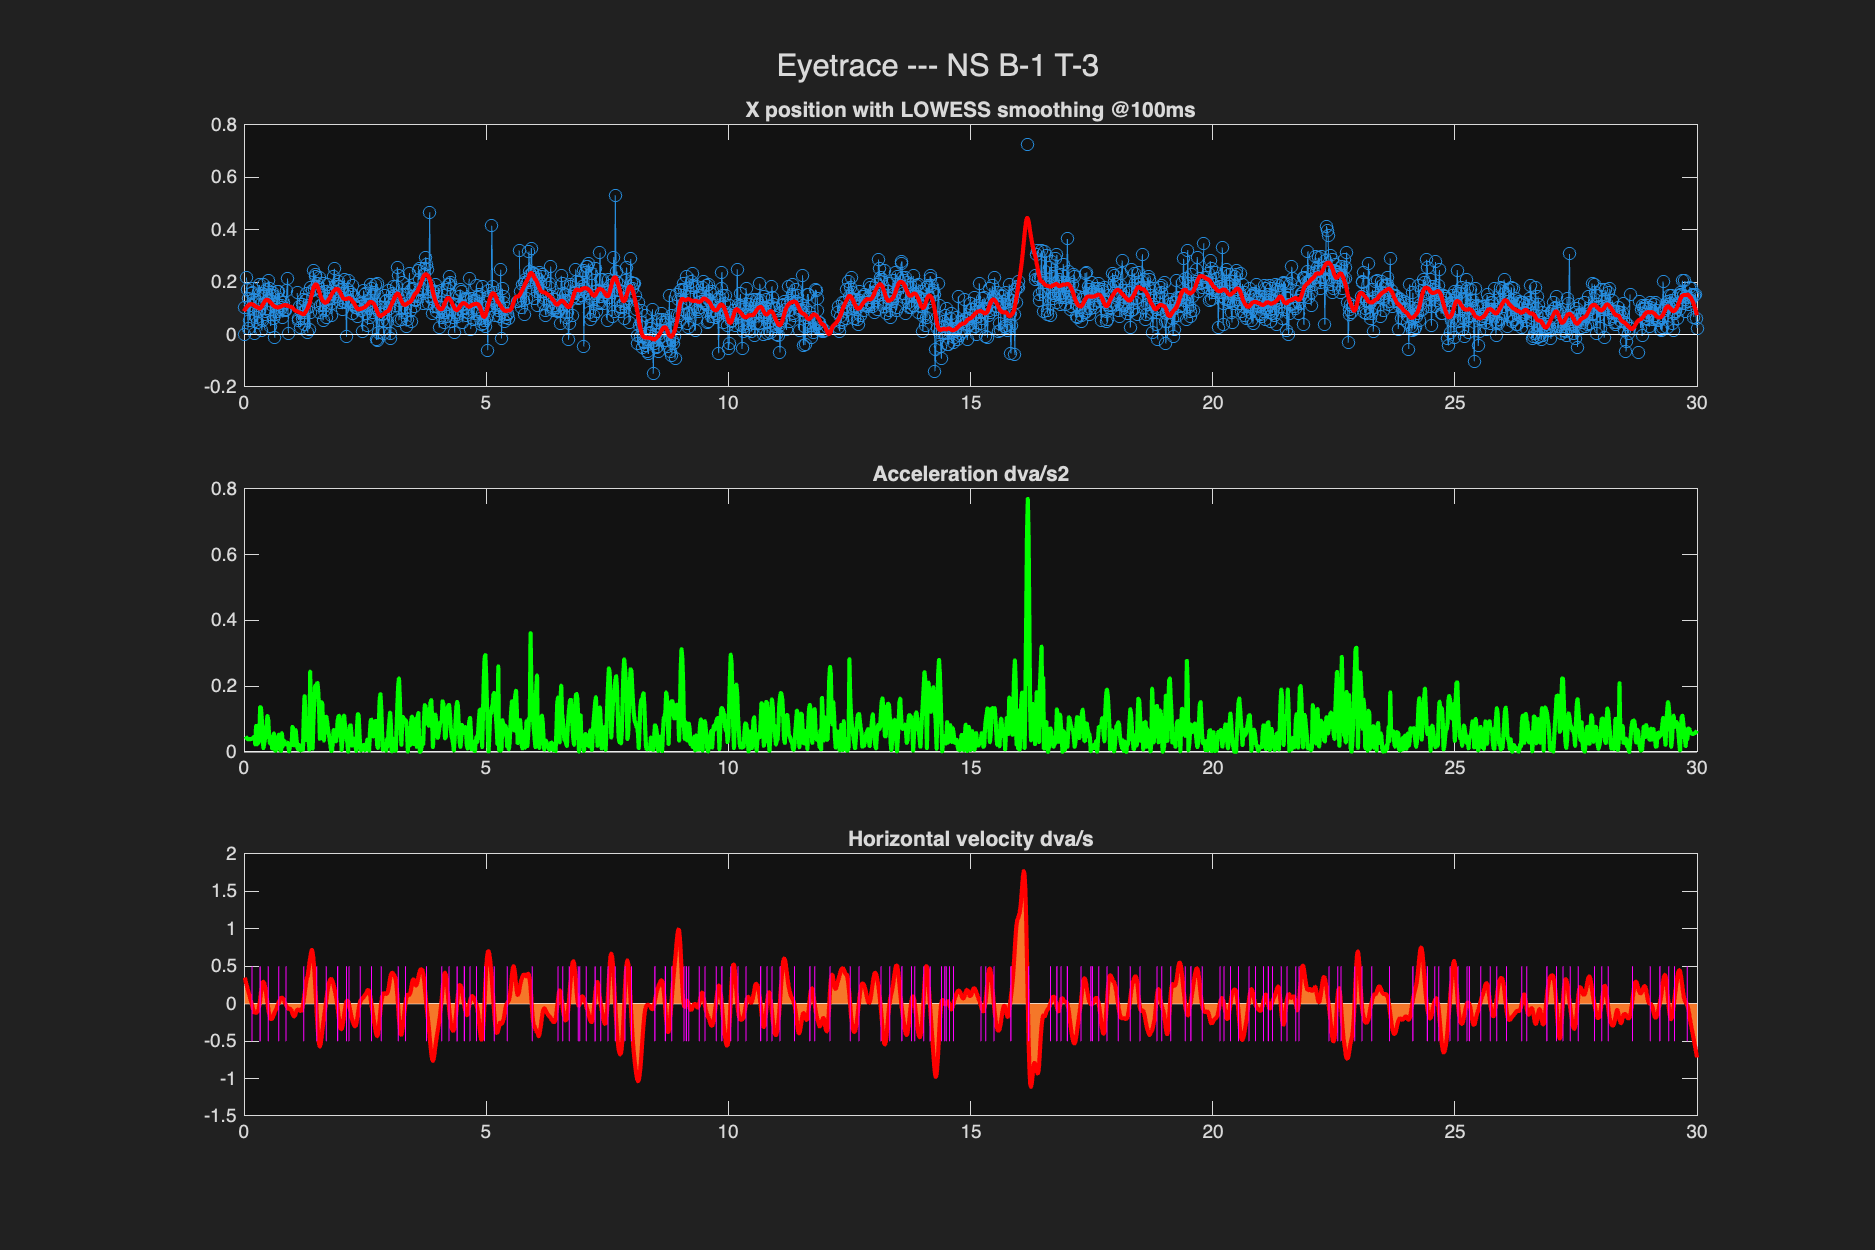 Eyetrace --- NS B-1 T-3
X position with LOWESS smoothing @100ms
0.8
0.6
0.4
0.2
0
-0.2
0 5 10 15 20 25 30
Acceleration dva/s2
0.8
0.6
0.4
0.2
0
0 5 10 15 20 25 30
Horizontal velocity dva/s
2
1.5
1
0.5
0
-0.5
-1
-1.5
0 5 10 15 20 25 30